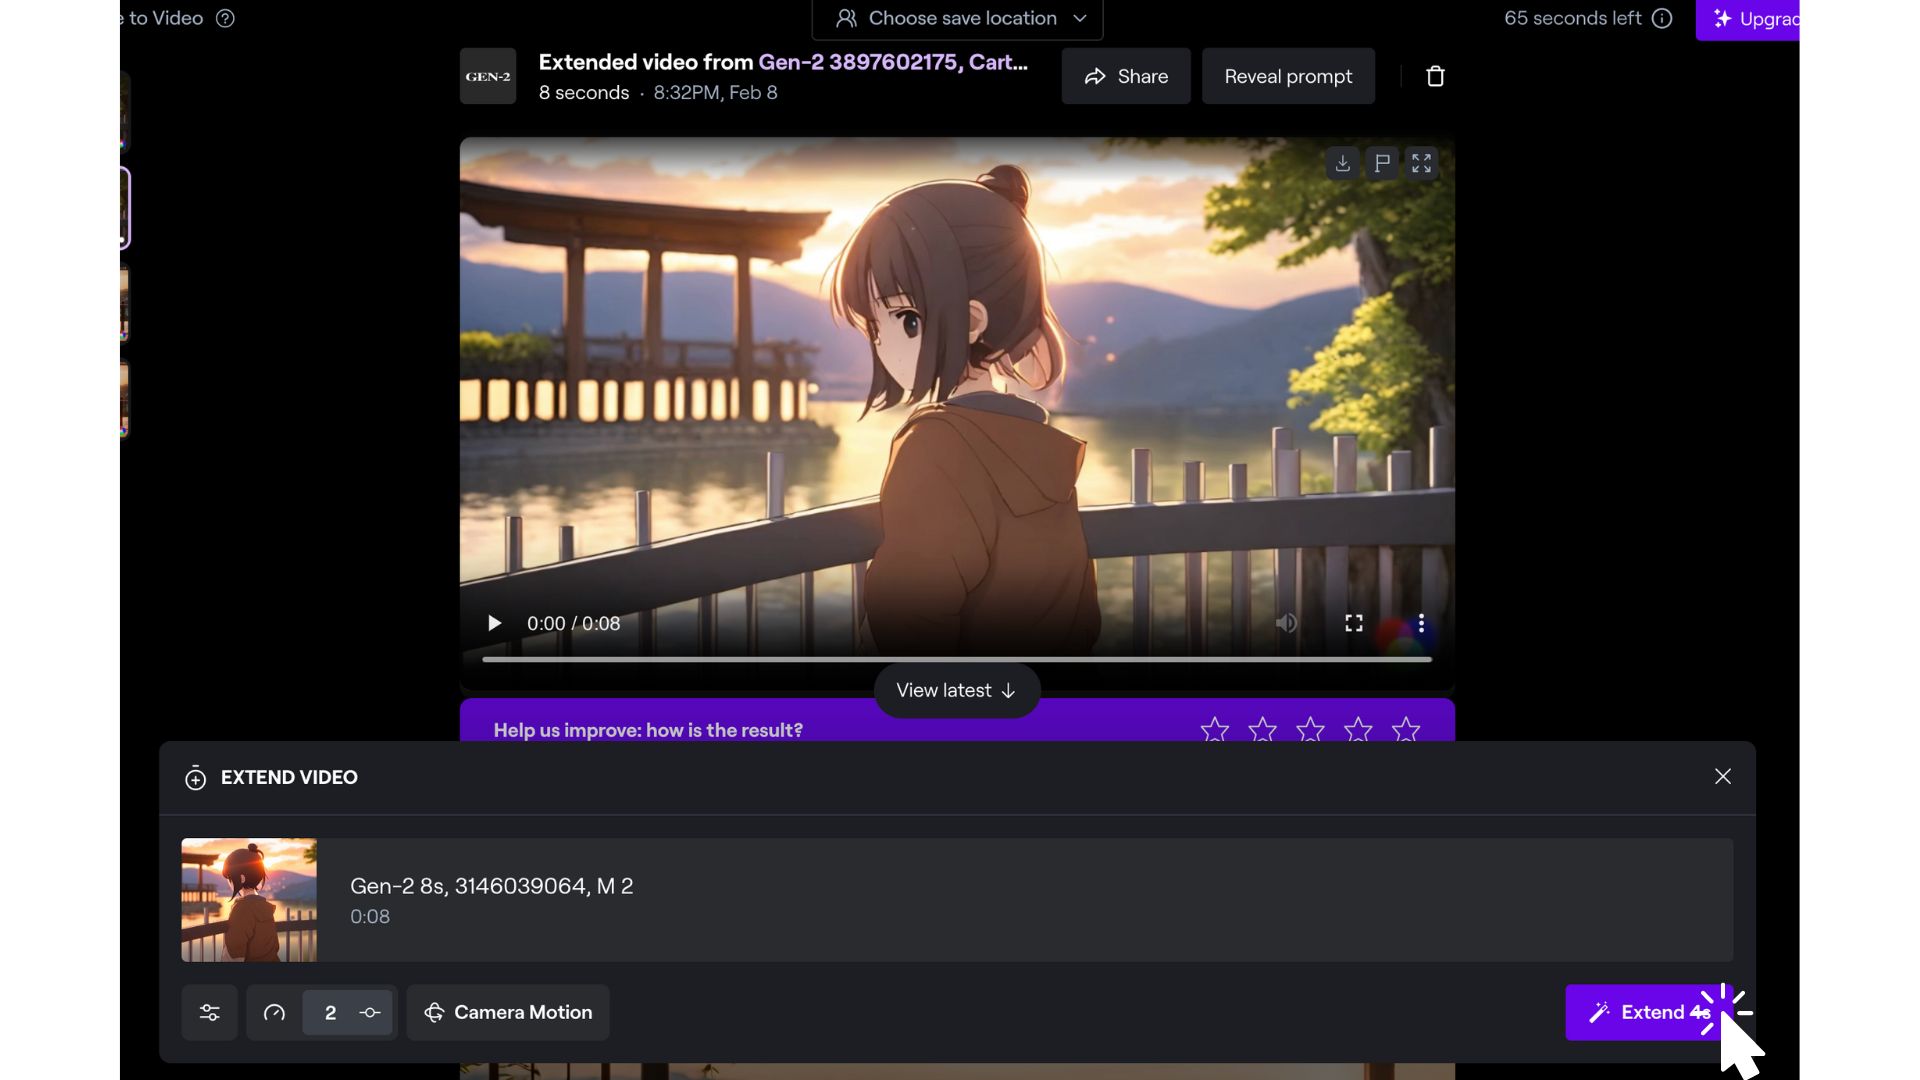 e to Video
Choose save location
65 seconds left
Upgrad
GEN-2
Extended video from Gen-2 3897602175, Cart...
8 seconds · 8:32PM, Feb 8
Share
Reveal prompt
0:00 / 0:08
View latest
Help us improve: how is the result?
EXTEND VIDEO
Gen-2 8s, 3146039064, M 2
0:08
2
Camera Motion
Extend 4s